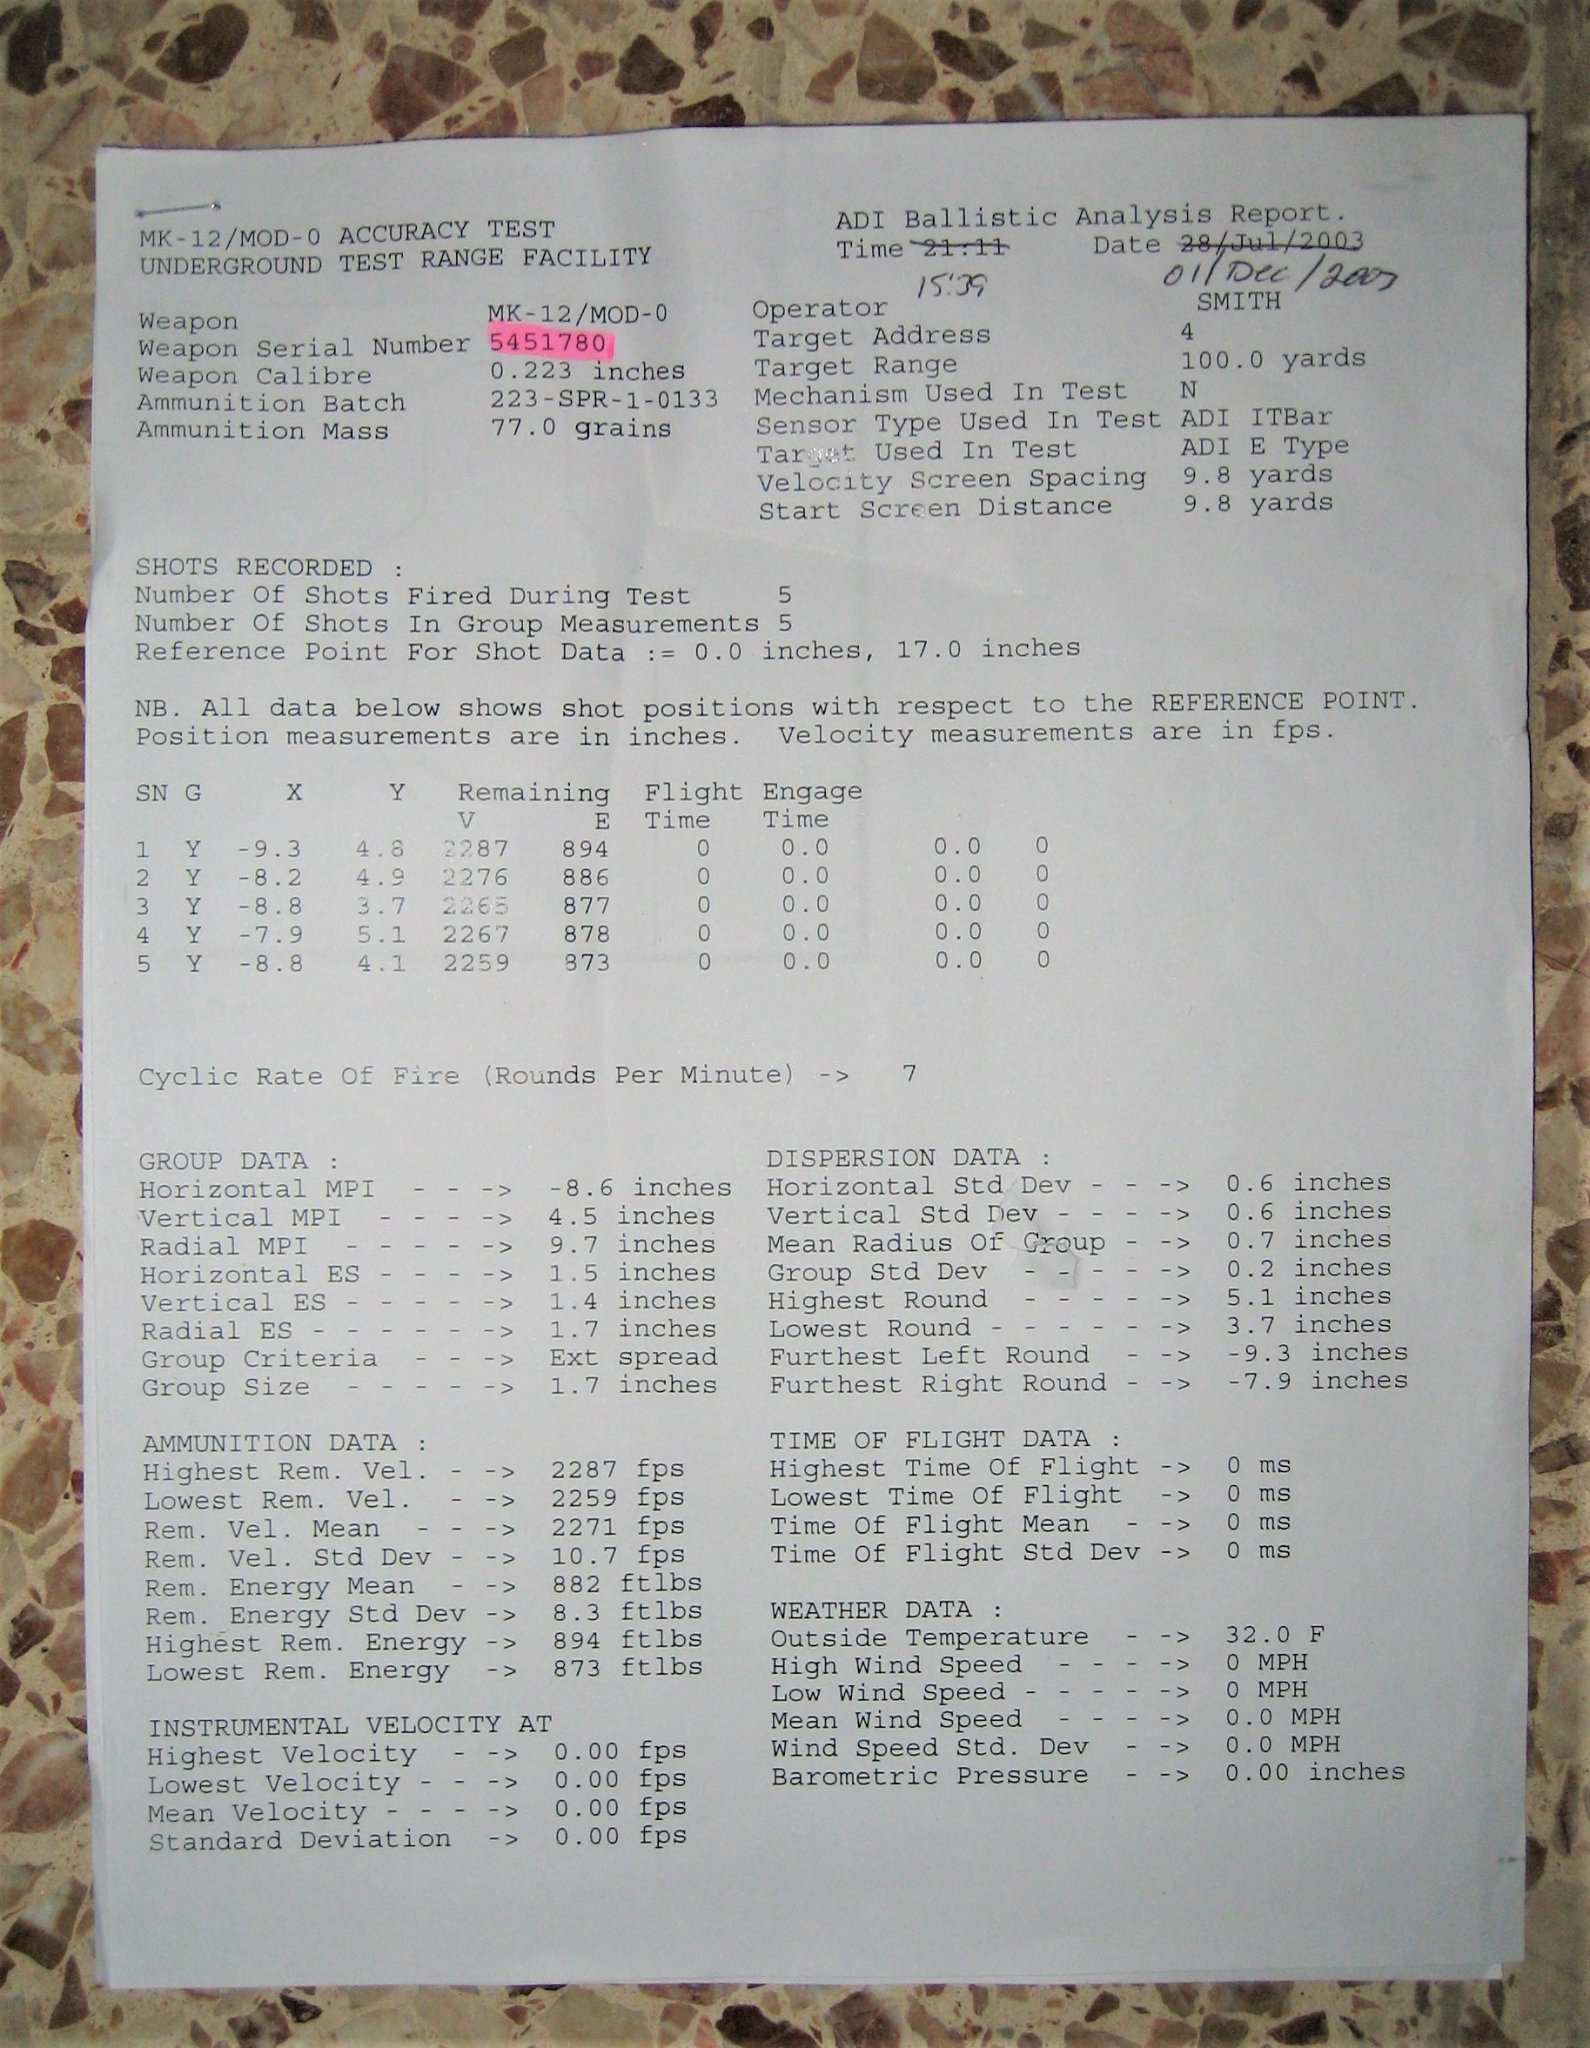 MK-12/MOD-0 ACCURACY TEST
UNDERGROUND TEST RANGE FACILITY
ADI Ballistic Analysis Report.
Time 21:11 Date 28/Jul/2003
15:39 01/Dec/2003
Weapon MK-12/MOD-0
Weapon Serial Number 5451780
Weapon Calibre 0.223 inches
Ammunition Batch 223-SPR-1-0133
Ammunition Mass 77.0 grains
Operator SMITH
Target Address 4
Target Range 100.0 yards
Mechanism Used In Test N
Sensor Type Used In Test ADI ITBar
Target Used In Test ADI E Type
Velocity Screen Spacing 9.8 yards
Start Screen Distance 9.8 yards
SHOTS RECORDED :
Number Of Shots Fired During Test 5
Number Of Shots In Group Measurements 5
Reference Point For Shot Data := 0.0 inches, 17.0 inches
NB. All data below shows shot positions with respect to the REFERENCE POINT.
Position measurements are in inches. Velocity measurements are in fps.
SN G X Y Remaining Flight Engage
V E Time Time
1 Y -9.3 4.8 2287 894 0 0.0 0.0 0
2 Y -8.2 4.9 2276 886 0 0.0 0.0 0
3 Y -8.8 3.7 2265 877 0 0.0 0.0 0
4 Y -7.9 5.1 2267 878 0 0.0 0.0 0
5 Y -8.8 4.1 2259 873 0 0.0 0.0 0
Cyclic Rate Of Fire (Rounds Per Minute) -> 7
GROUP DATA :
Horizontal MPI - - -> -8.6 inches
Vertical MPI - - - -> 4.5 inches
Radial MPI - - - - -> 9.7 inches
Horizontal ES - - - -> 1.5 inches
Vertical ES - - - - -> 1.4 inches
Radial ES - - - - - -> 1.7 inches
Group Criteria - - -> Ext spread
Group Size - - - - -> 1.7 inches
DISPERSION DATA :
Horizontal Std Dev - - -> 0.6 inches
Vertical Std Dev - - - -> 0.6 inches
Mean Radius Of Group - -> 0.7 inches
Group Std Dev - - - - -> 0.2 inches
Highest Round - - - - -> 5.1 inches
Lowest Round - - - - - -> 3.7 inches
Furthest Left Round - -> -9.3 inches
Furthest Right Round - -> -7.9 inches
AMMUNITION DATA :
Highest Rem. Vel. - -> 2287 fps
Lowest Rem. Vel. - -> 2259 fps
Rem. Vel. Mean - - -> 2271 fps
Rem. Vel. Std Dev - -> 10.7 fps
Rem. Energy Mean - -> 882 ftlbs
Rem. Energy Std Dev -> 8.3 ftlbs
Highest Rem. Energy -> 894 ftlbs
Lowest Rem. Energy -> 873 ftlbs
TIME OF FLIGHT DATA :
Highest Time Of Flight -> 0 ms
Lowest Time Of Flight -> 0 ms
Time Of Flight Mean - -> 0 ms
Time Of Flight Std Dev -> 0 ms
WEATHER DATA :
Outside Temperature - -> 32.0 F
High Wind Speed - - - -> 0 MPH
Low Wind Speed - - - - -> 0 MPH
Mean Wind Speed - - - -> 0.0 MPH
Wind Speed Std. Dev - -> 0.0 MPH
Barometric Pressure - -> 0.00 inches
INSTRUMENTAL VELOCITY AT
Highest Velocity - -> 0.00 fps
Lowest Velocity - - -> 0.00 fps
Mean Velocity - - - -> 0.00 fps
Standard Deviation -> 0.00 fps